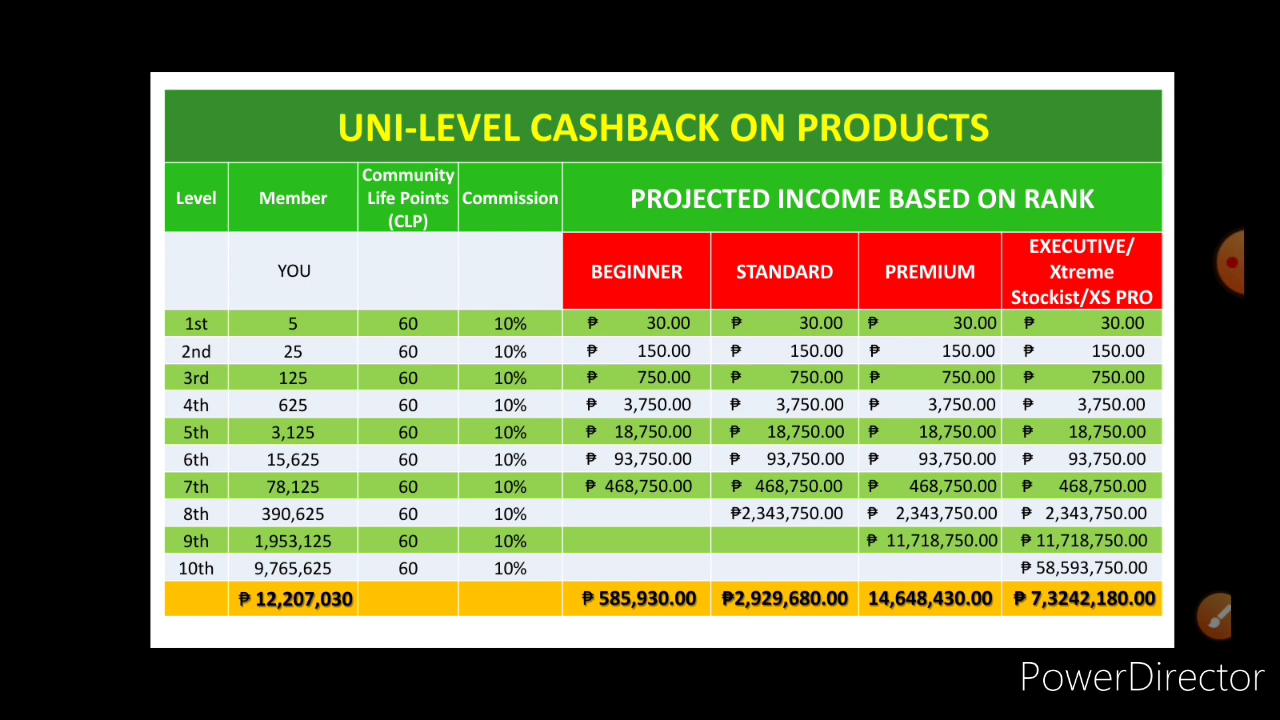 UNI-LEVEL CASHBACK ON PRODUCTS
Level Member Community Life Points (CLP) Commission PROJECTED INCOME BASED ON RANK
YOU BEGINNER STANDARD PREMIUM EXECUTIVE/ Xtreme Stockist/XS PRO
1st 5 60 10% ₱ 30.00 ₱ 30.00 ₱ 30.00 ₱ 30.00
2nd 25 60 10% ₱ 150.00 ₱ 150.00 ₱ 150.00 ₱ 150.00
3rd 125 60 10% ₱ 750.00 ₱ 750.00 ₱ 750.00 ₱ 750.00
4th 625 60 10% ₱ 3,750.00 ₱ 3,750.00 ₱ 3,750.00 ₱ 3,750.00
5th 3,125 60 10% ₱ 18,750.00 ₱ 18,750.00 ₱ 18,750.00 ₱ 18,750.00
6th 15,625 60 10% ₱ 93,750.00 ₱ 93,750.00 ₱ 93,750.00 ₱ 93,750.00
7th 78,125 60 10% ₱ 468,750.00 ₱ 468,750.00 ₱ 468,750.00 ₱ 468,750.00
8th 390,625 60 10% ₱2,343,750.00 ₱ 2,343,750.00 ₱ 2,343,750.00
9th 1,953,125 60 10% ₱ 11,718,750.00 ₱ 11,718,750.00
10th 9,765,625 60 10% ₱ 58,593,750.00
₱ 12,207,030 ₱ 585,930.00 ₱2,929,680.00 14,648,430.00 ₱ 7,3242,180.00
PowerDirector